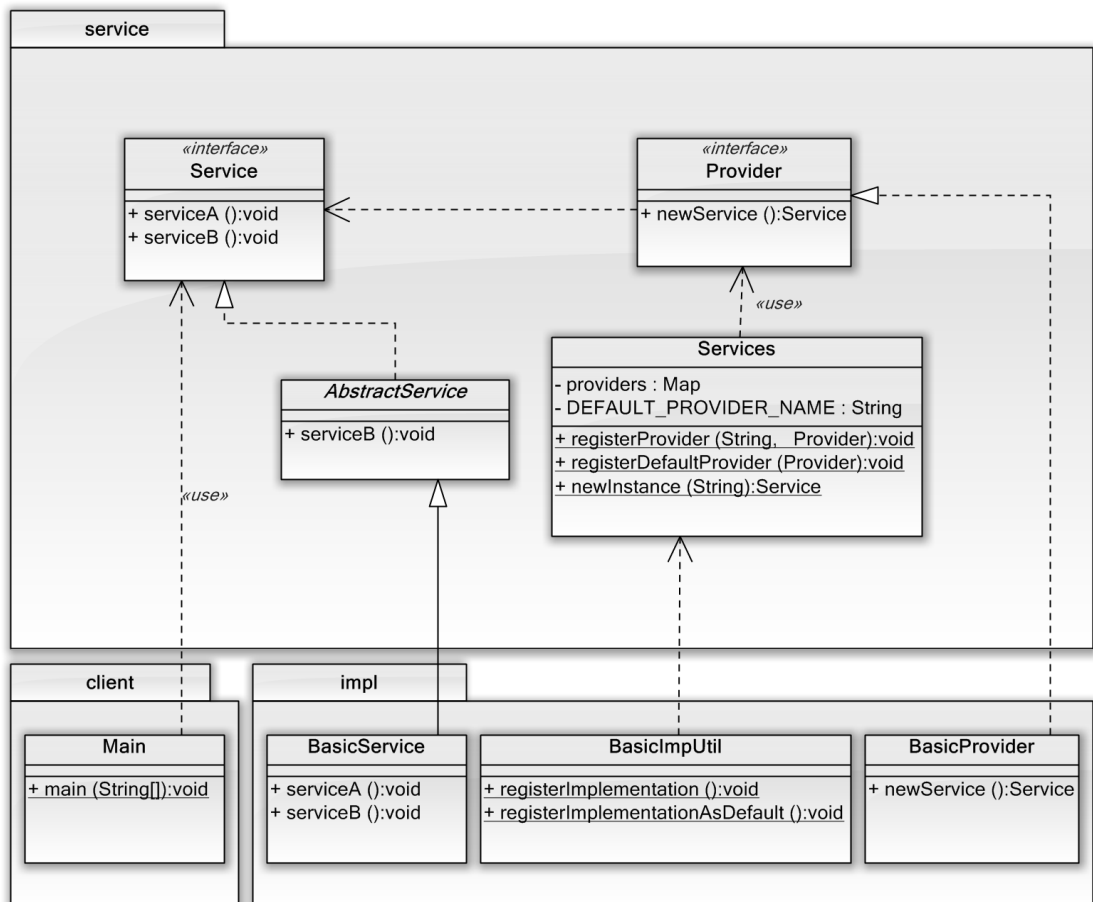 service
«interface»
Service
+ serviceA ():void
+ serviceB ():void
«interface»
Provider
+ newService ():Service
«use»
Services
- providers : Map
- DEFAULT_PROVIDER_NAME : String
+ registerProvider (String, Provider):void
+ registerDefaultProvider (Provider):void
+ newInstance (String):Service
AbstractService
+ serviceB ():void
«use»
client
Main
+ main (String[]):void
impl
BasicService
+ serviceA ():void
+ serviceB ():void
BasicImpUtil
+ registerImplementation ():void
+ registerImplementationAsDefault ():void
BasicProvider
+ newService ():Service